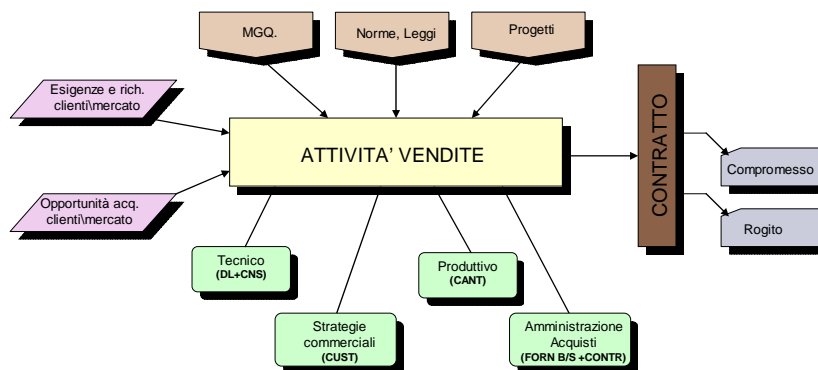 MGQ.
Norme, Leggi
Progetti
Esigenze e rich.
clienti\mercato
ATTIVITA' VENDITE
CONTRATTO
Compromesso
Opportunità acq.
clienti\mercato
Rogito
Tecnico
(DL+CNS)
Produttivo
(CANT)
Strategie
commerciali
(CUST)
Amministrazione
Acquisti
(FORN B/S +CONTR)